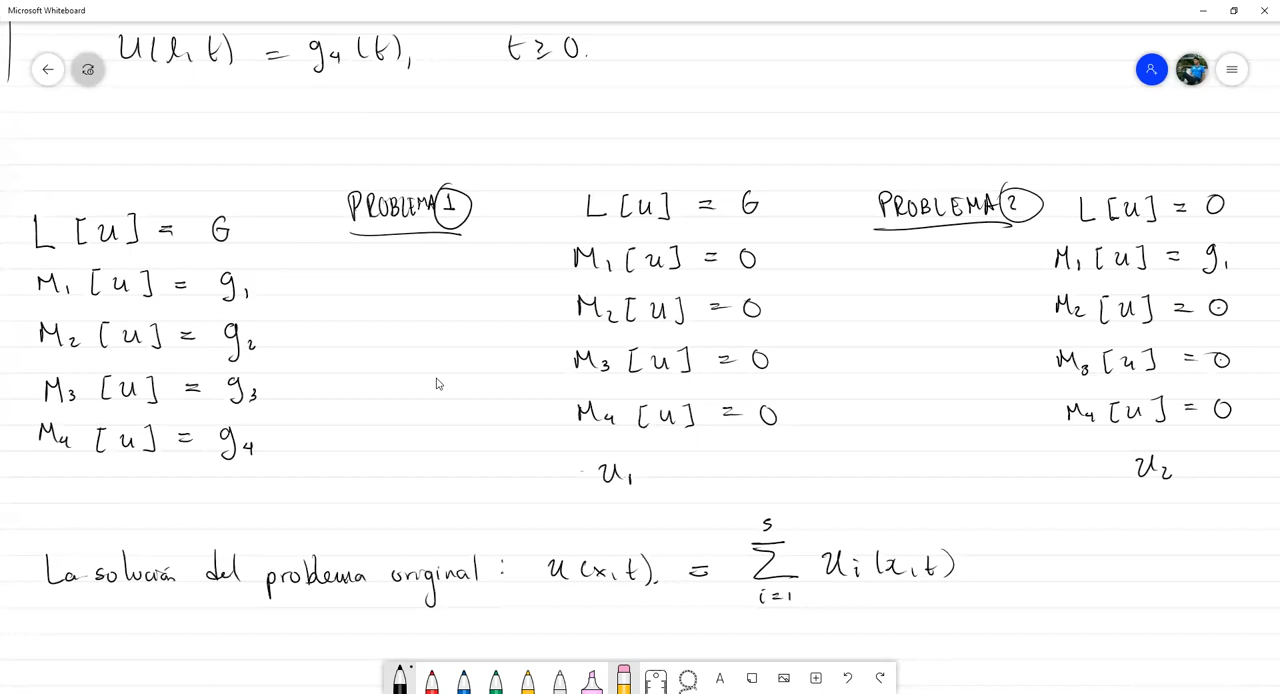 Microsoft Whiteboard
u(l,t) = g₄(t), t ≥ 0.
L[u] = G
M₁[u] = g₁
M₂[u] = g₂
M₃[u] = g₃
M₄[u] = g₄
PROBLEMA 1
L[u] = G
M₁[u] = 0
M₂[u] = 0
M₃[u] = 0
M₄[u] = 0
u₁
PROBLEMA 2
L[u] = 0
M₁[u] = g₁
M₂[u] = 0
M₃[u] = 0
M₄[u] = 0
u₂
La solución del problema original : u(x,t). = ∑_{i=1}^{5} u_i(x,t)
A